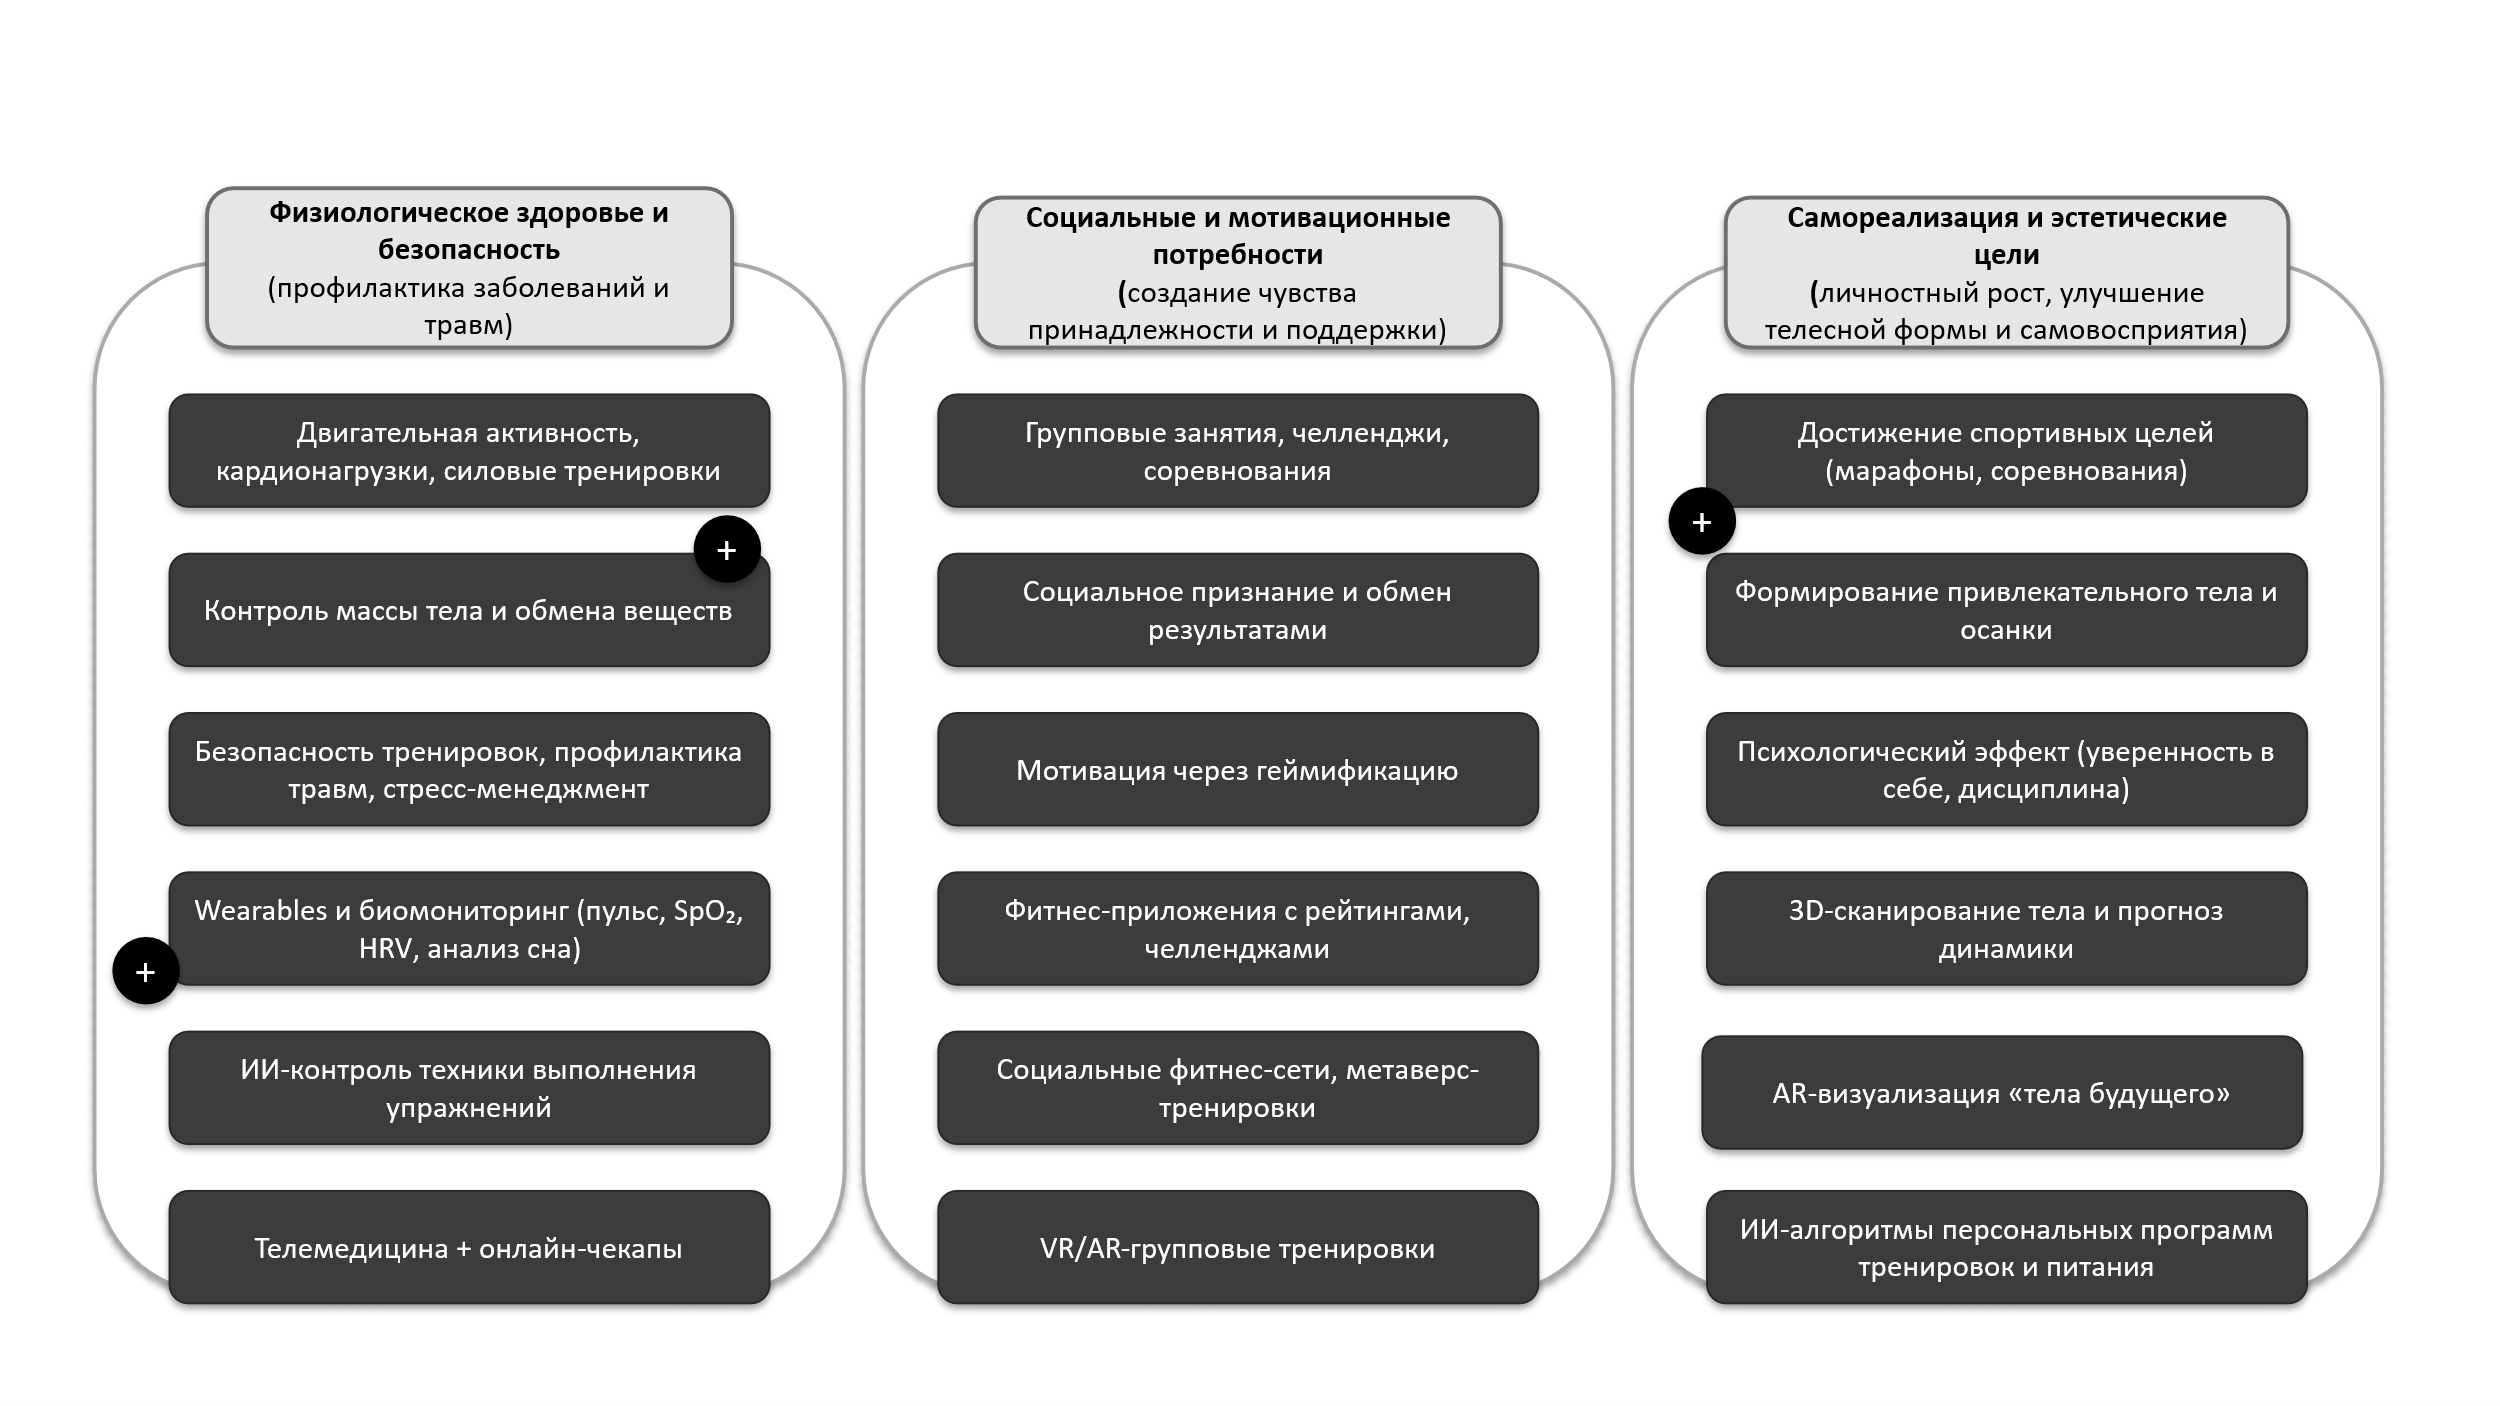 Физиологическое здоровье и
безопасность
(профилактика заболеваний и
травм)
Двигательная активность,
кардионагрузки, силовые тренировки
+
Контроль массы тела и обмена веществ
Безопасность тренировок, профилактика
травм, стресс-менеджмент
Wearables и биомониторинг (пульс, SpO₂,
HRV, анализ сна)
+
ИИ-контроль техники выполнения
упражнений
Телемедицина + онлайн-чекапы
Социальные и мотивационные
потребности
(создание чувства
принадлежности и поддержки)
Групповые занятия, челленджи,
соревнования
Социальное признание и обмен
результатами
Мотивация через геймификацию
Фитнес-приложения с рейтингами,
челленджами
Социальные фитнес-сети, метаверс-
тренировки
VR/AR-групповые тренировки
Самореализация и эстетические
цели
(личностный рост, улучшение
телесной формы и самовосприятия)
Достижение спортивных целей
(марафоны, соревнования)
+
Формирование привлекательного тела и
осанки
Психологический эффект (уверенность в
себе, дисциплина)
3D-сканирование тела и прогноз
динамики
AR-визуализация «тела будущего»
ИИ-алгоритмы персональных программ
тренировок и питания